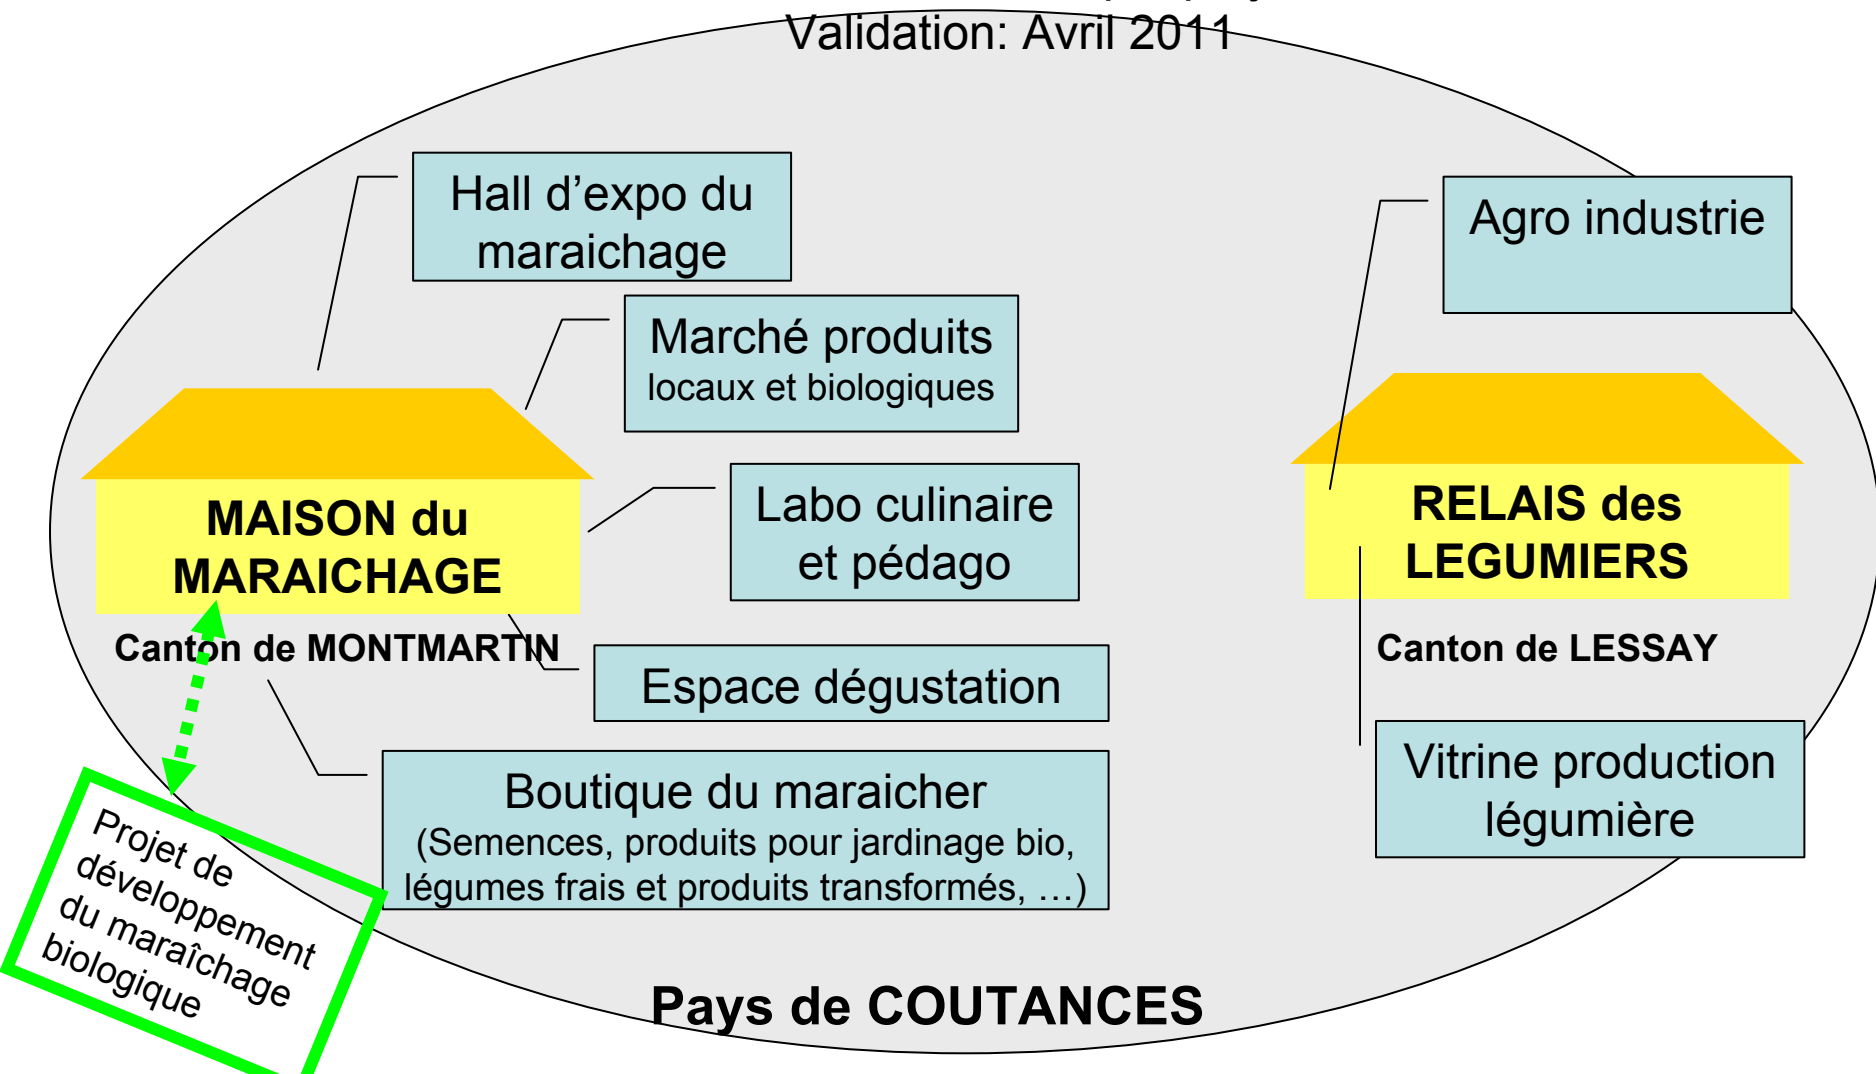 Validation: Avril 2011
Hall d’expo du
maraichage
Agro industrie
Marché produits
locaux et biologiques
MAISON du
MARAICHAGE
Labo culinaire
et pédago
RELAIS des
LEGUMIERS
Canton de MONTMARTIN
Canton de LESSAY
Espace dégustation
Boutique du maraicher
(Semences, produits pour jardinage bio,
légumes frais et produits transformés, …)
Vitrine production
légumière
Projet de
développement
du maraîchage
biologique
Pays de COUTANCES